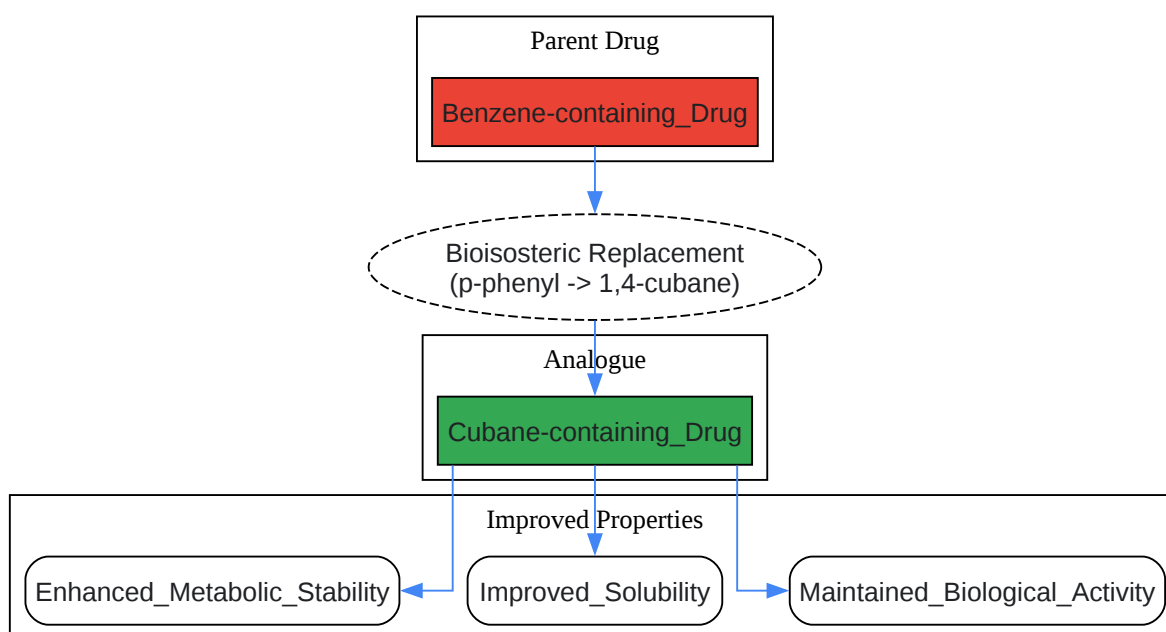 Parent Drug
Benzene-containing_Drug
Bioisosteric Replacement
(p-phenyl -> 1,4-cubane)
Analogue
Cubane-containing_Drug
Improved Properties
Enhanced_Metabolic_Stability
Improved_Solubility
Maintained_Biological_Activity